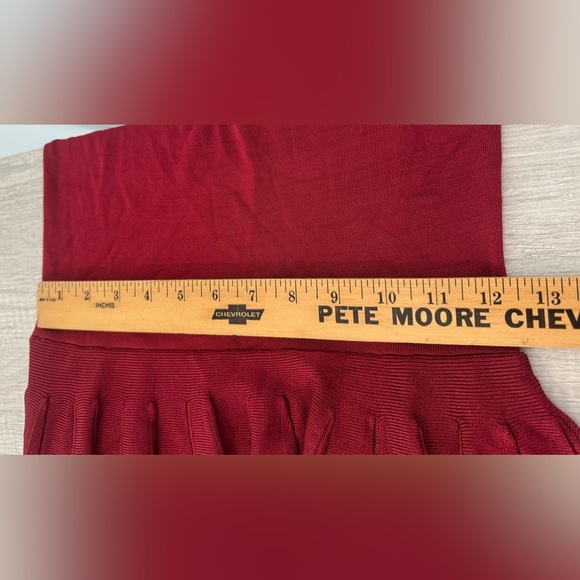 1 2 3 4 5 6 7 8 9 10 11 12 13
INCHES
CHEVROLET
PETE MOORE CHEV